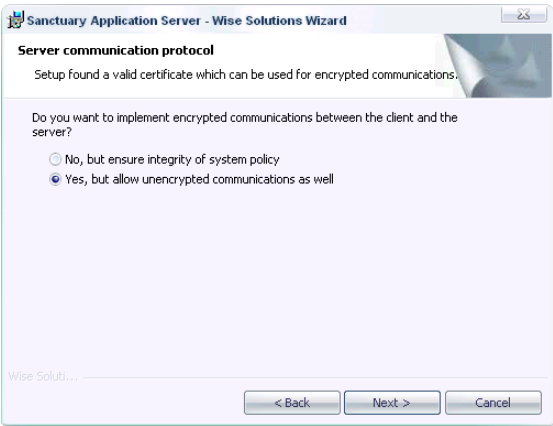 Sanctuary Application Server - Wise Solutions Wizard
Server communication protocol
Setup found a valid certificate which can be used for encrypted communications.
Do you want to implement encrypted communications between the client and the
server?
No, but ensure integrity of system policy
Yes, but allow unencrypted communications as well
Wise Soluti...
< Back
Next >
Cancel